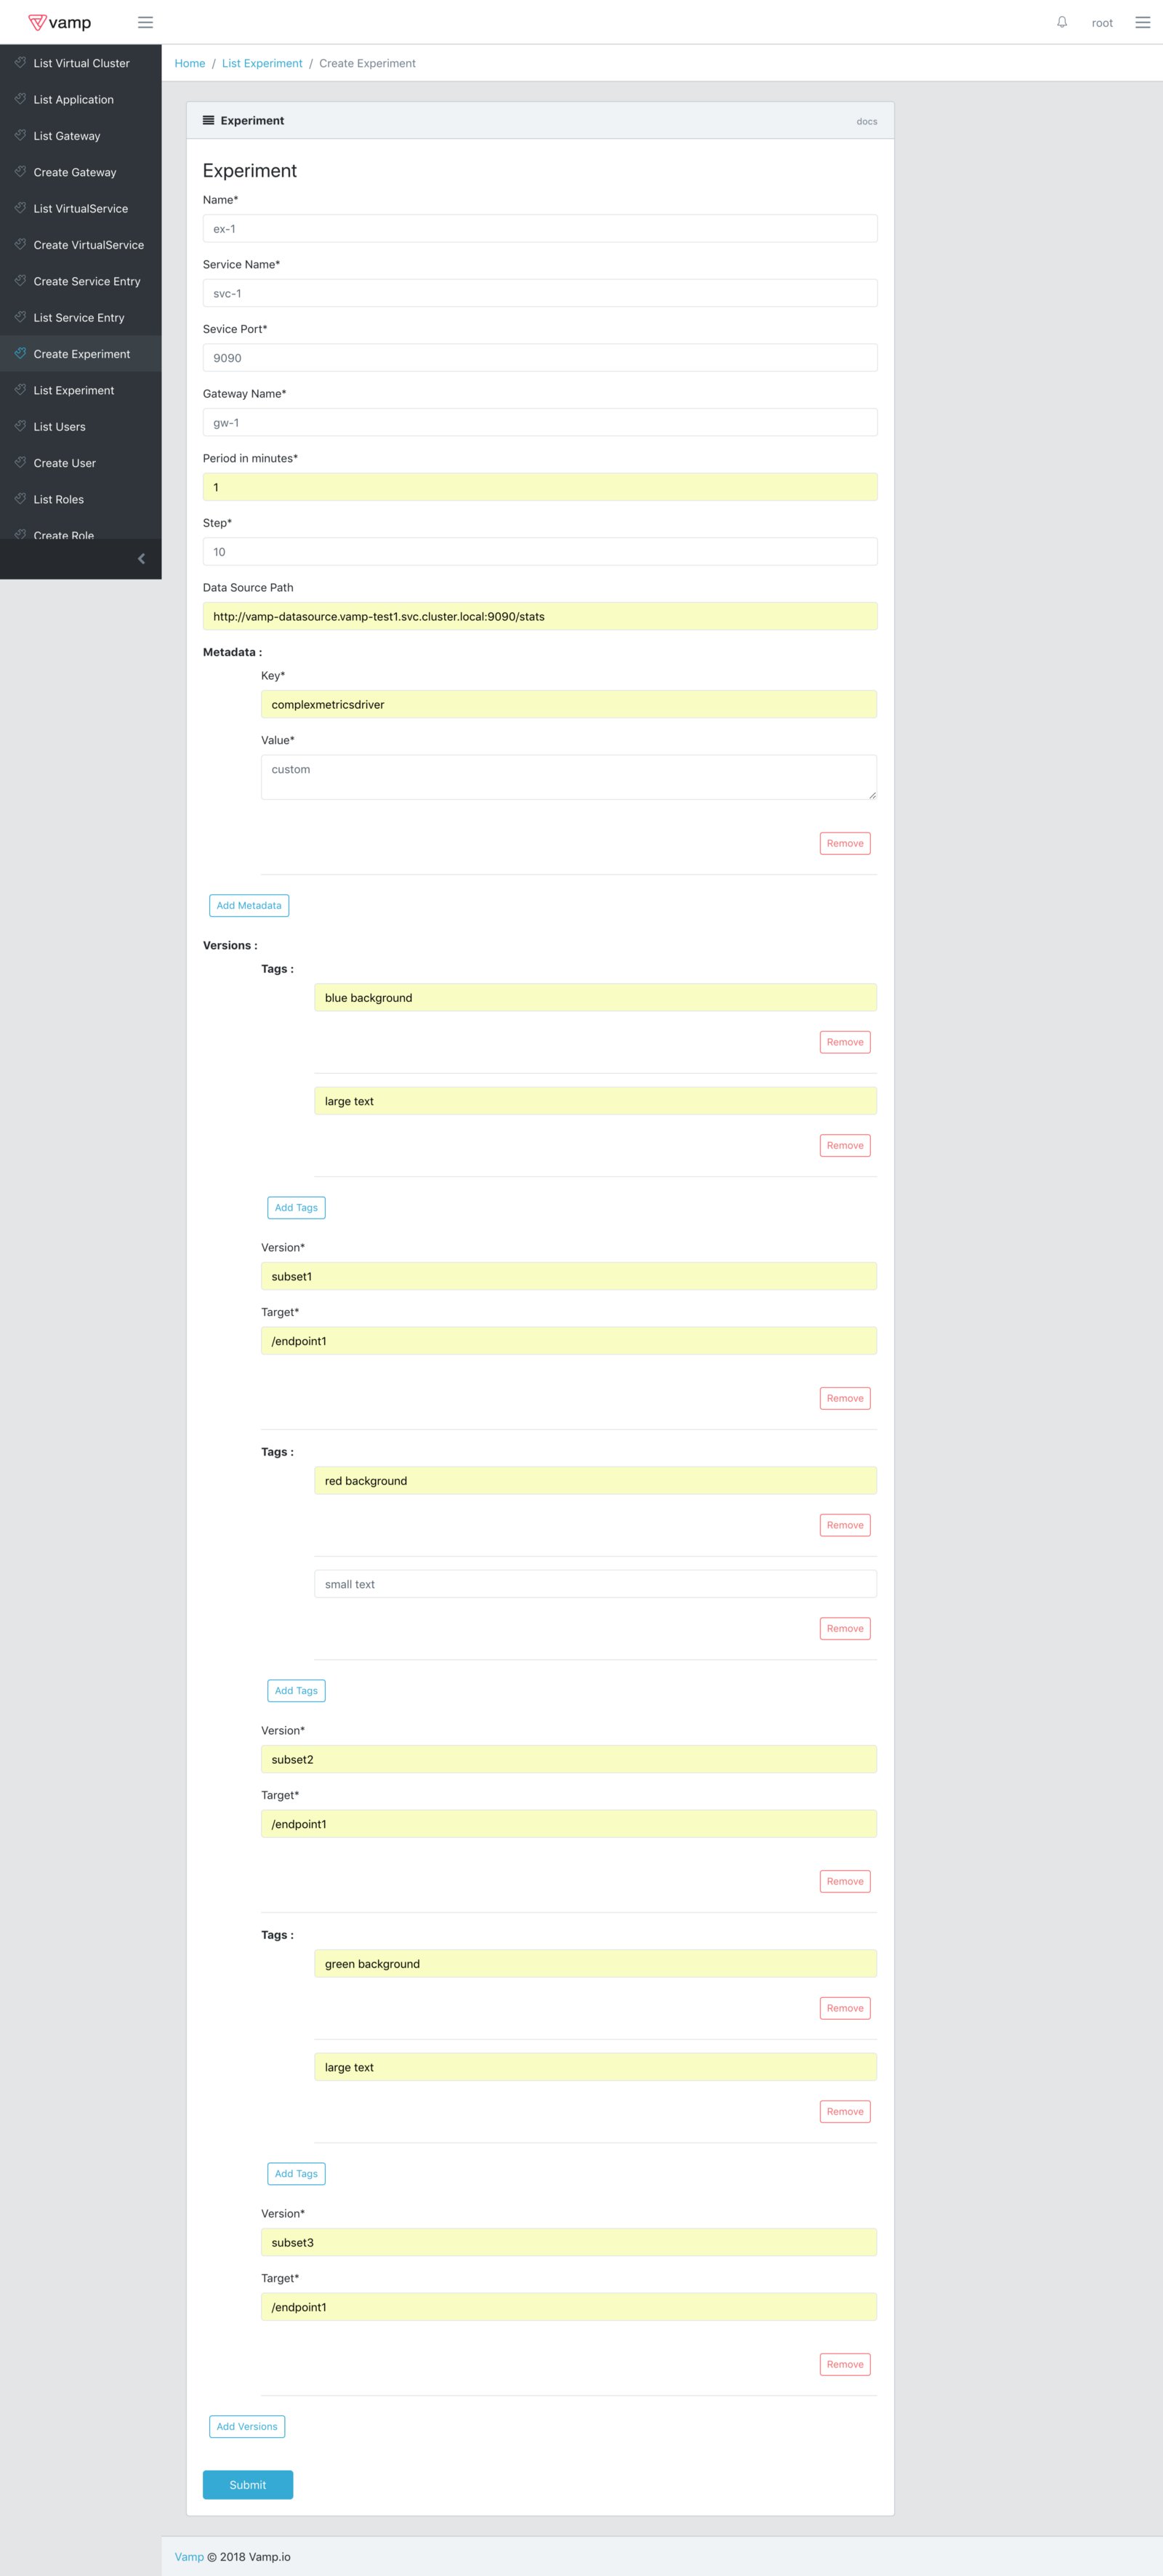 vamp
root
List Virtual Cluster
List Application
List Gateway
Create Gateway
List VirtualService
Create VirtualService
Create Service Entry
List Service Entry
Create Experiment
List Experiment
List Users
Create User
List Roles
Create Role
Home / List Experiment / Create Experiment
Experiment
docs
Experiment
Name*
ex-1
Service Name*
svc-1
Sevice Port*
9090
Gateway Name*
gw-1
Period in minutes*
1
Step*
10
Data Source Path
http://vamp-datasource.vamp-test1.svc.cluster.local:9090/stats
Metadata :
Key*
complexmetricsdriver
Value*
custom
Remove
Add Metadata
Versions :
Tags :
blue background
Remove
large text
Remove
Add Tags
Version*
subset1
Target*
/endpoint1
Remove
Tags :
red background
Remove
small text
Remove
Add Tags
Version*
subset2
Target*
/endpoint1
Remove
Tags :
green background
Remove
large text
Remove
Add Tags
Version*
subset3
Target*
/endpoint1
Remove
Add Versions
Submit
Vamp © 2018 Vamp.io